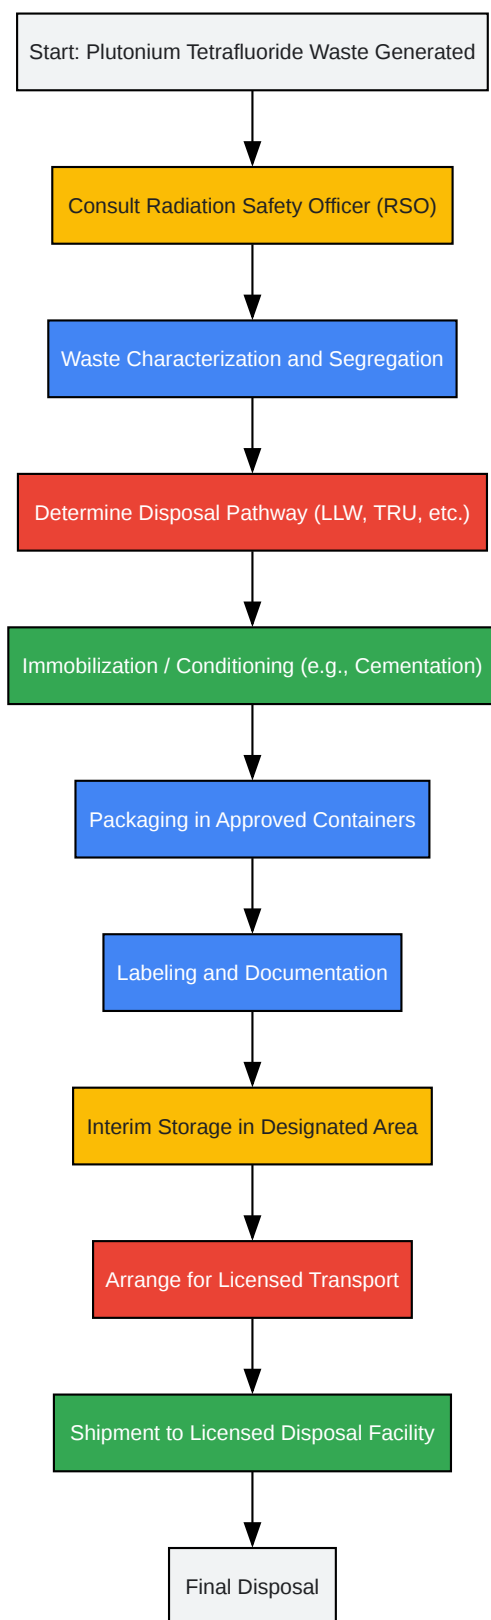 Start: Plutonium Tetrafluoride Waste Generated
Consult Radiation Safety Officer (RSO)
Waste Characterization and Segregation
Determine Disposal Pathway (LLW, TRU, etc.)
Immobilization / Conditioning (e.g., Cementation)
Packaging in Approved Containers
Labeling and Documentation
Interim Storage in Designated Area
Arrange for Licensed Transport
Shipment to Licensed Disposal Facility
Final Disposal